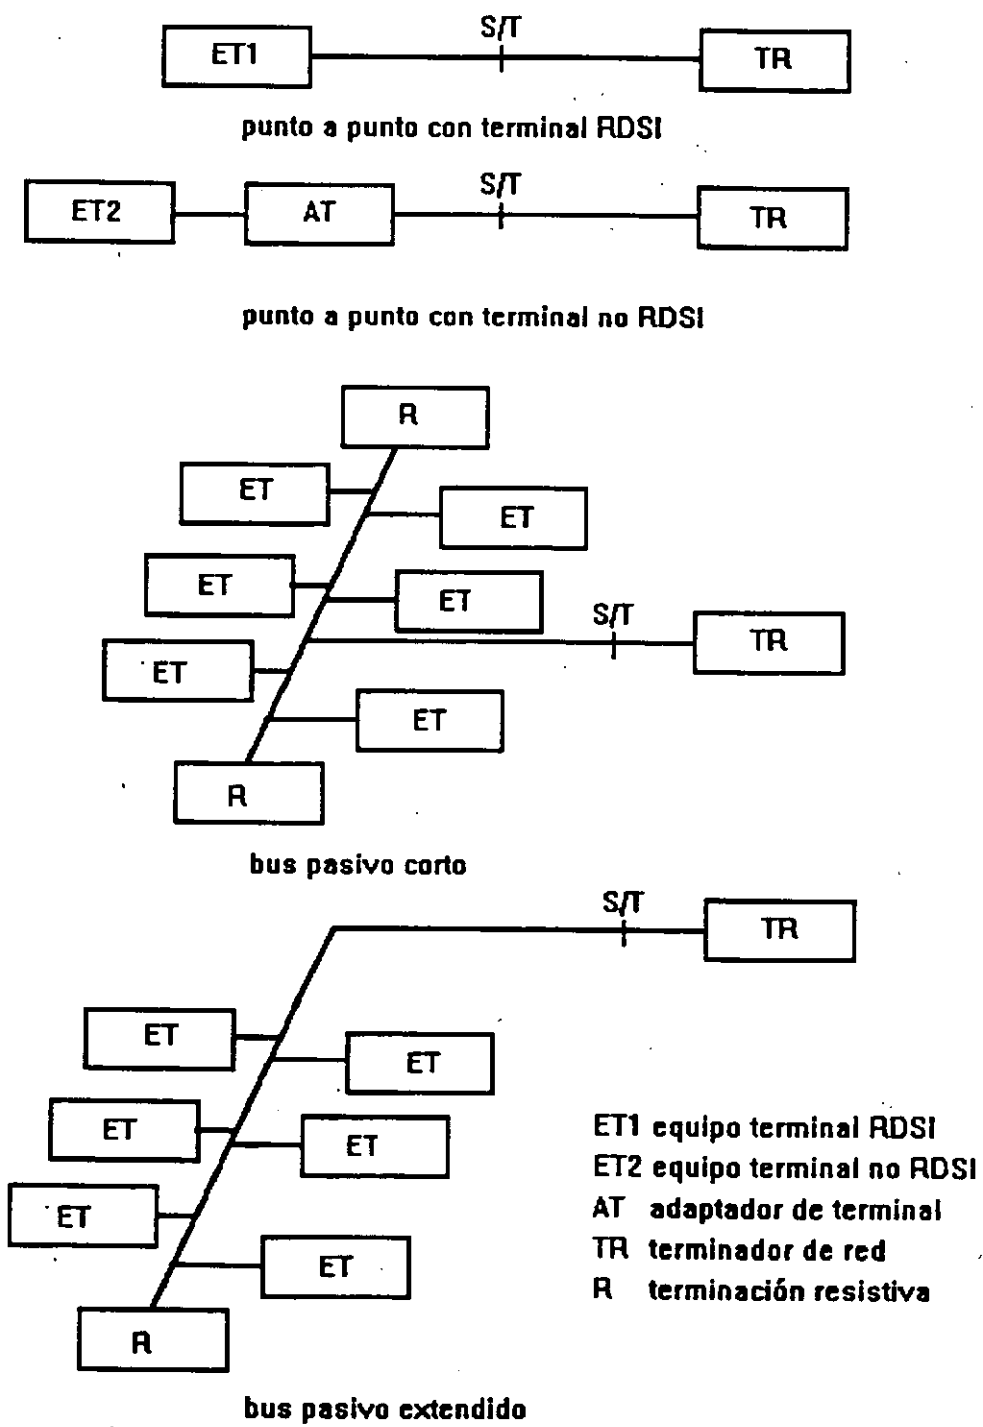 S/T
ET1
TR
punto a punto con terminal RDSI
S/T
ET2
AT
TR
punto a punto con terminal no RDSI
R
ET
ET
ET
ET
S/T
TR
ET
ET
R
bus pasivo corto
S/T
TR
ET
ET
ET
ET
ET
ET
R
ET1 equipo terminal RDSI
ET2 equipo terminal no RDSI
AT adaptador de terminal
TR terminador de red
R terminación resistiva
bus pasivo extendido